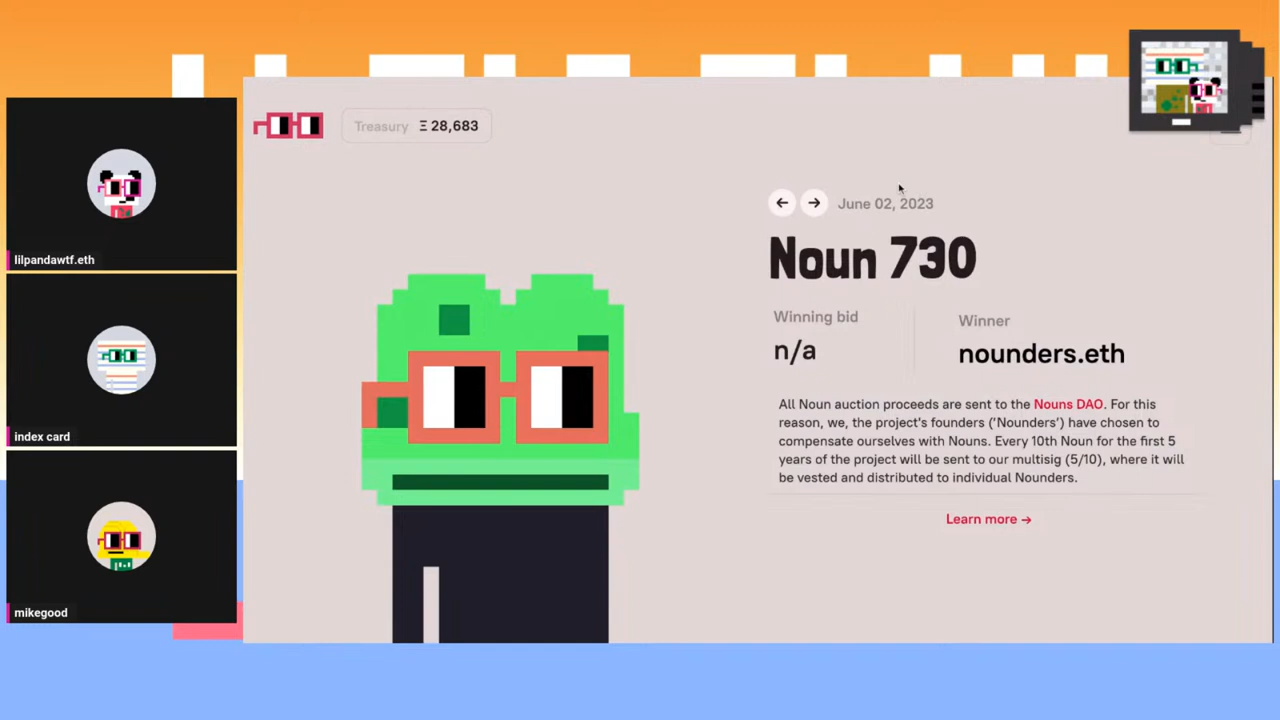 lilpandawtf.eth
index card
mikegood
Treasury Ξ 28,683
June 02, 2023
Noun 730
Winning bid
n/a
Winner
nounders.eth
All Noun auction proceeds are sent to the Nouns DAO. For this
reason, we, the project's founders ('Nounders') have chosen to
compensate ourselves with Nouns. Every 10th Noun for the first 5
years of the project will be sent to our multisig (5/10), where it will
be vested and distributed to individual Nounders.
Learn more →